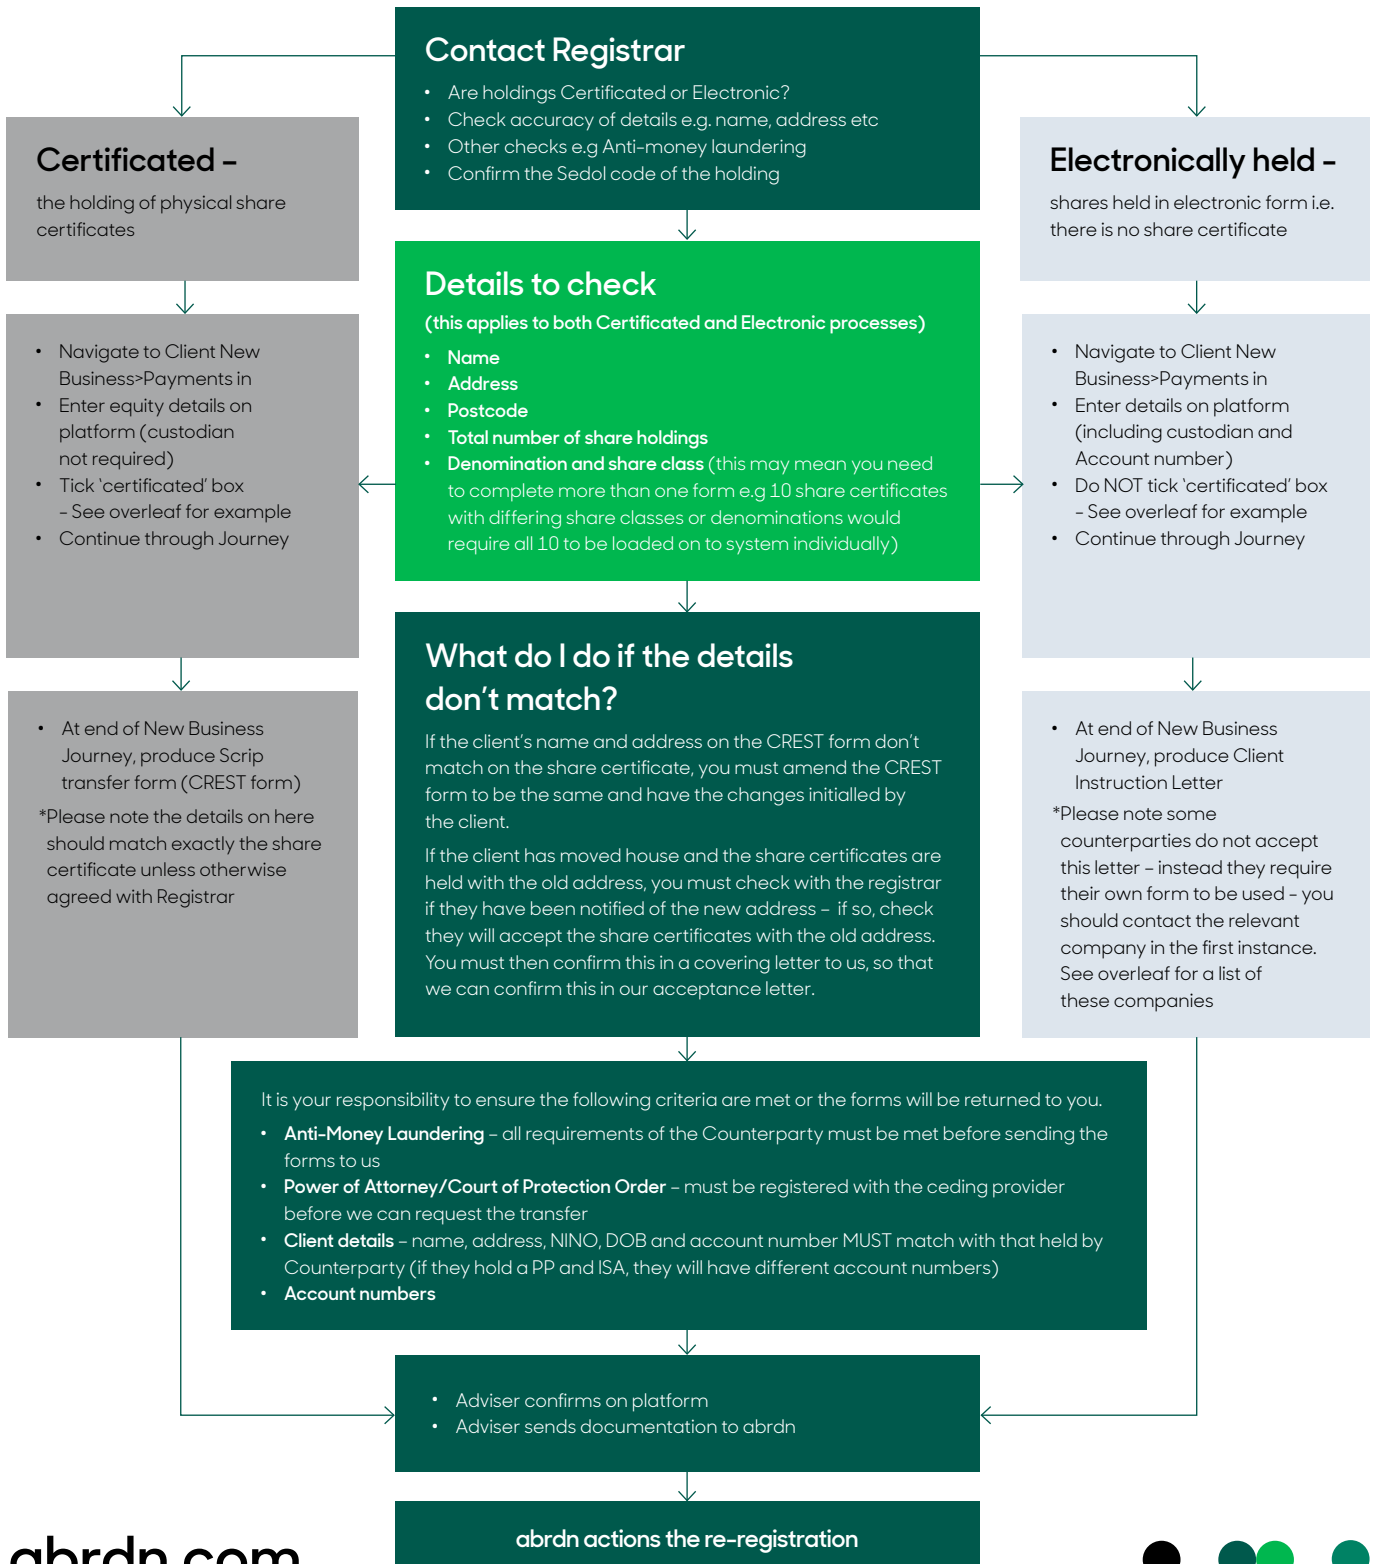 Contact Registrar
• Are holdings Certificated or Electronic?
• Check accuracy of details e.g. name, address etc
• Other checks e.g Anti-money laundering
• Confirm the Sedol code of the holding
Certificated –
the holding of physical share
certificates
Electronically held –
shares held in electronic form i.e.
there is no share certificate
Details to check
(this applies to both Certificated and Electronic processes)
• Name
• Address
• Postcode
• Total number of share holdings
• Denomination and share class (this may mean you need
to complete more than one form e.g 10 share certificates
with differing share classes or denominations would
require all 10 to be loaded on to system individually)
• Navigate to Client New
Business>Payments in
• Enter equity details on
platform (custodian
not required)
• Tick ‘certificated’ box
– See overleaf for example
• Continue through Journey
• Navigate to Client New
Business>Payments in
• Enter details on platform
(including custodian and
Account number)
• Do NOT tick ‘certificated’ box
– See overleaf for example
• Continue through Journey
What do I do if the details
don’t match?
If the client’s name and address on the CREST form don’t
match on the share certificate, you must amend the CREST
form to be the same and have the changes initialled by
the client.
If the client has moved house and the share certificates are
held with the old address, you must check with the registrar
if they have been notified of the new address – if so, check
they will accept the share certificates with the old address.
You must then confirm this in a covering letter to us, so that
we can confirm this in our acceptance letter.
• At end of New Business
Journey, produce Scrip
transfer form (CREST form)
*Please note the details on here
should match exactly the share
certificate unless otherwise
agreed with Registrar
• At end of New Business
Journey, produce Client
Instruction Letter
*Please note some
counterparties do not accept
this letter – instead they require
their own form to be used – you
should contact the relevant
company in the first instance.
See overleaf for a list of
these companies
It is your responsibility to ensure the following criteria are met or the forms will be returned to you.
• Anti-Money Laundering – all requirements of the Counterparty must be met before sending the
forms to us
• Power of Attorney/Court of Protection Order – must be registered with the ceding provider
before we can request the transfer
• Client details – name, address, NINO, DOB and account number MUST match with that held by
Counterparty (if they hold a PP and ISA, they will have different account numbers)
• Account numbers
• Adviser confirms on platform
• Adviser sends documentation to abrdn
abrdn actions the re-registration
abrdn.com